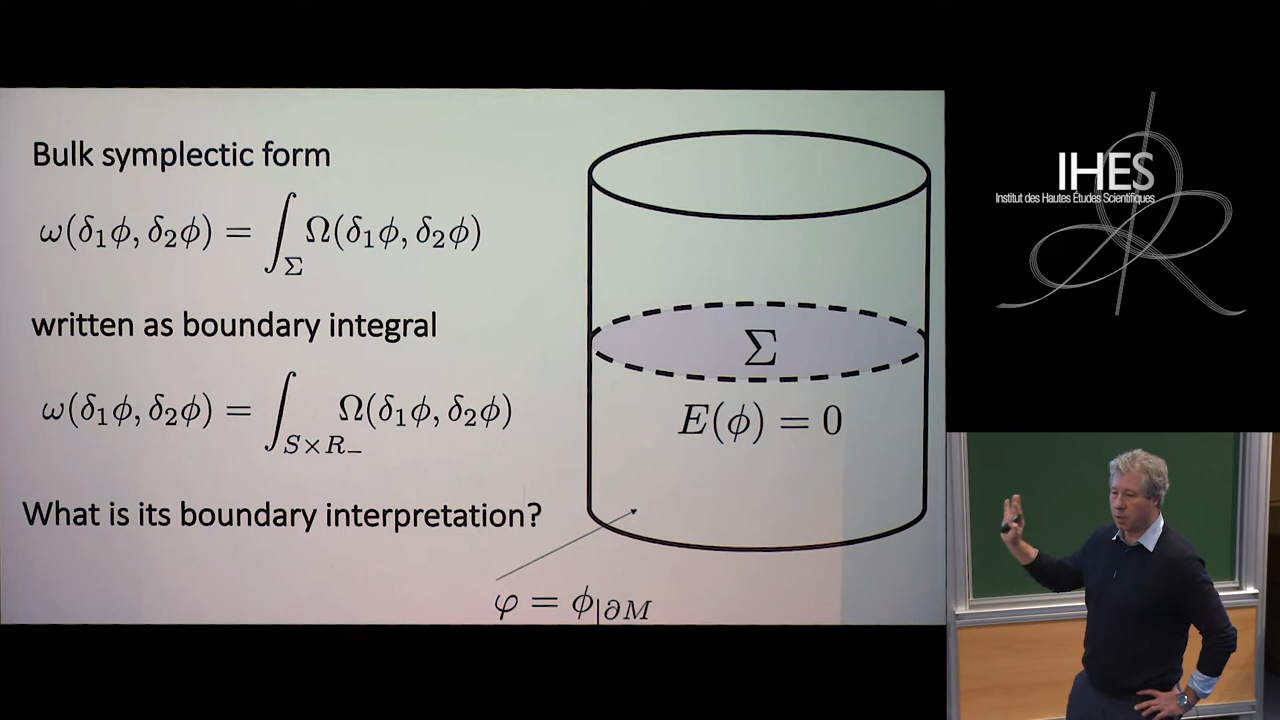 Bulk symplectic form
ω(δ₁ϕ, δ₂ϕ) = ∫_Σ Ω(δ₁ϕ, δ₂ϕ)
written as boundary integral
ω(δ₁ϕ, δ₂ϕ) = ∫_{S×R₋} Ω(δ₁ϕ, δ₂ϕ)
What is its boundary interpretation?
Σ
E(ϕ) = 0
φ = ϕ_{|∂M}
IHES
Institut des Hautes Études Scientifiques